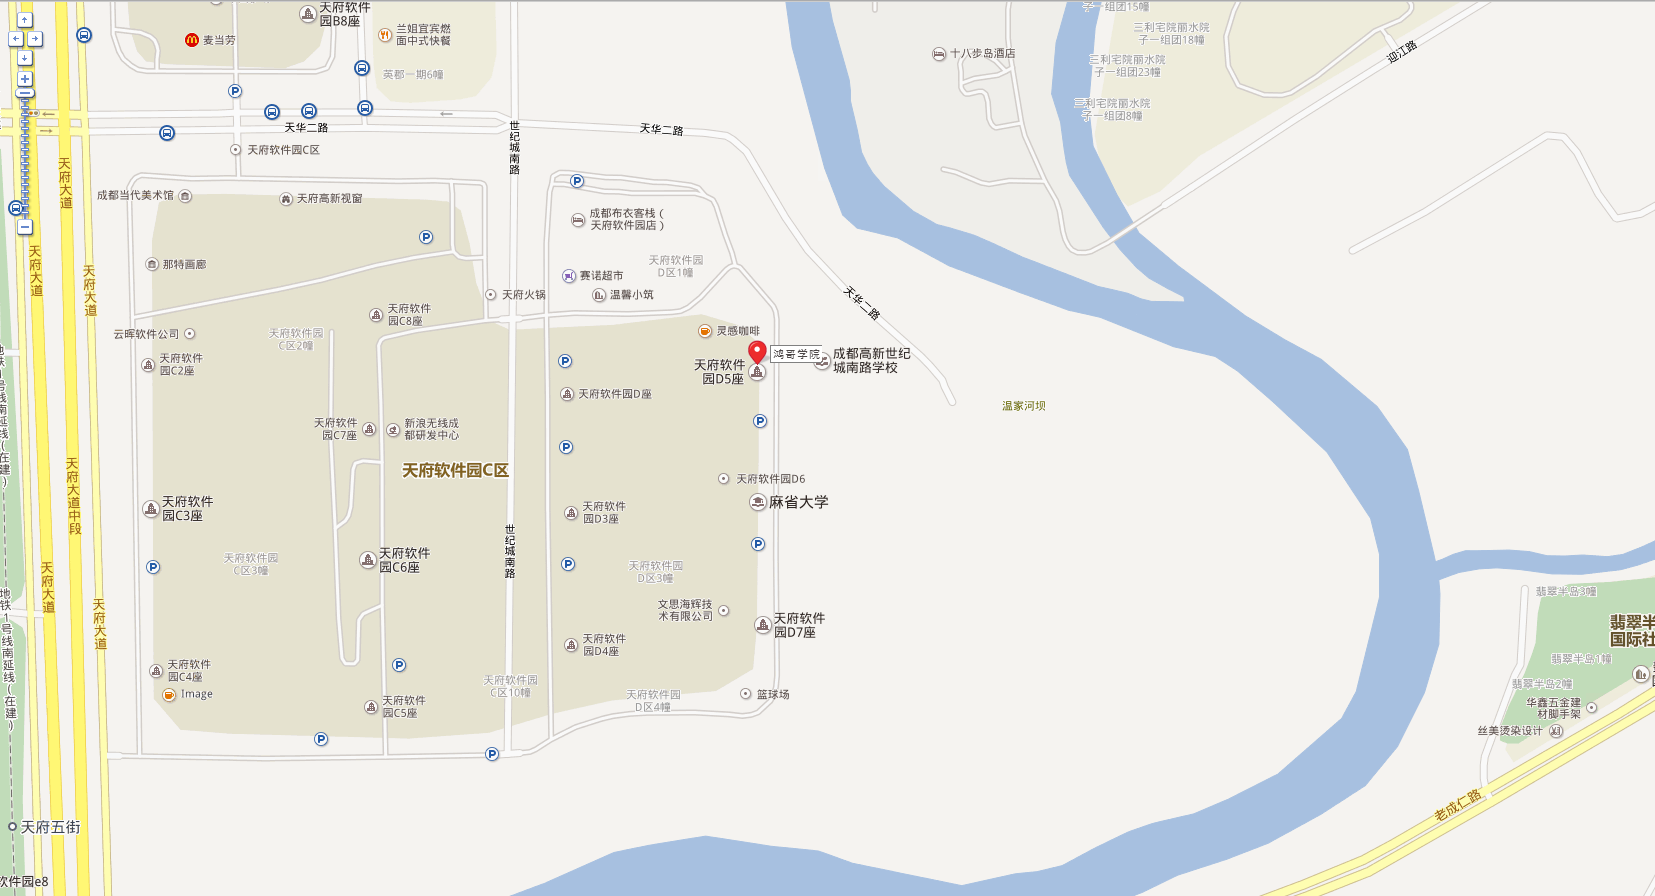 天府软件
园B8座
麦当劳
兰姐宜宾燃
面中式快餐
英郡一期6幢
子一组团15幢
三利宅院丽水院
子一组团18幢
三利宅院丽水院
子一组团23幢
三利宅院丽水院
子一组团8幢
十八步岛酒店
迎江路
天华二路
天华二路
天华二路
世纪城南路
世纪城南路
天府软件园C区
成都当代美术馆
天府高新视窗
成都布衣客栈（
天府软件园店）
那特画廊
天府软件园
D区1幢
赛诺超市
温馨小筑
天府火锅
天府软件
园C8座
云晖软件公司
天府软件园
C区2幢
天府软件
园C2座
灵感咖啡
鸿哥学院
天府软件
园D5座
成都高新世纪
城南路学校
天府软件园D座
温家河坝
天府软件
园C7座
新浪无线成
都研发中心
天府软件园C区
天府软件园D6
麻省大学
天府软件
园C3座
天府软件
园D3座
天府软件园
C区3幢
天府软件
园C6座
天府软件园
D区3幢
文思海辉技
术有限公司
天府软件
园D7座
天府软件
园D4座
天府软件
园C4座
Image
天府软件
园C5座
天府软件园
C区10幢
天府软件园
D区4幢
篮球场
翡翠半岛3幢
翡翠半
国际社
翡翠半岛1幢
翡翠半岛2幢
华鑫五金建
材脚手架
丝美烫染设计
老成仁路
天府大道
天府大道
天府大道
天府大道中段
天府大道
天府大道
地铁1号线南延线(在建)
地铁1号线南延线(在建)
天府五街
软件园e8